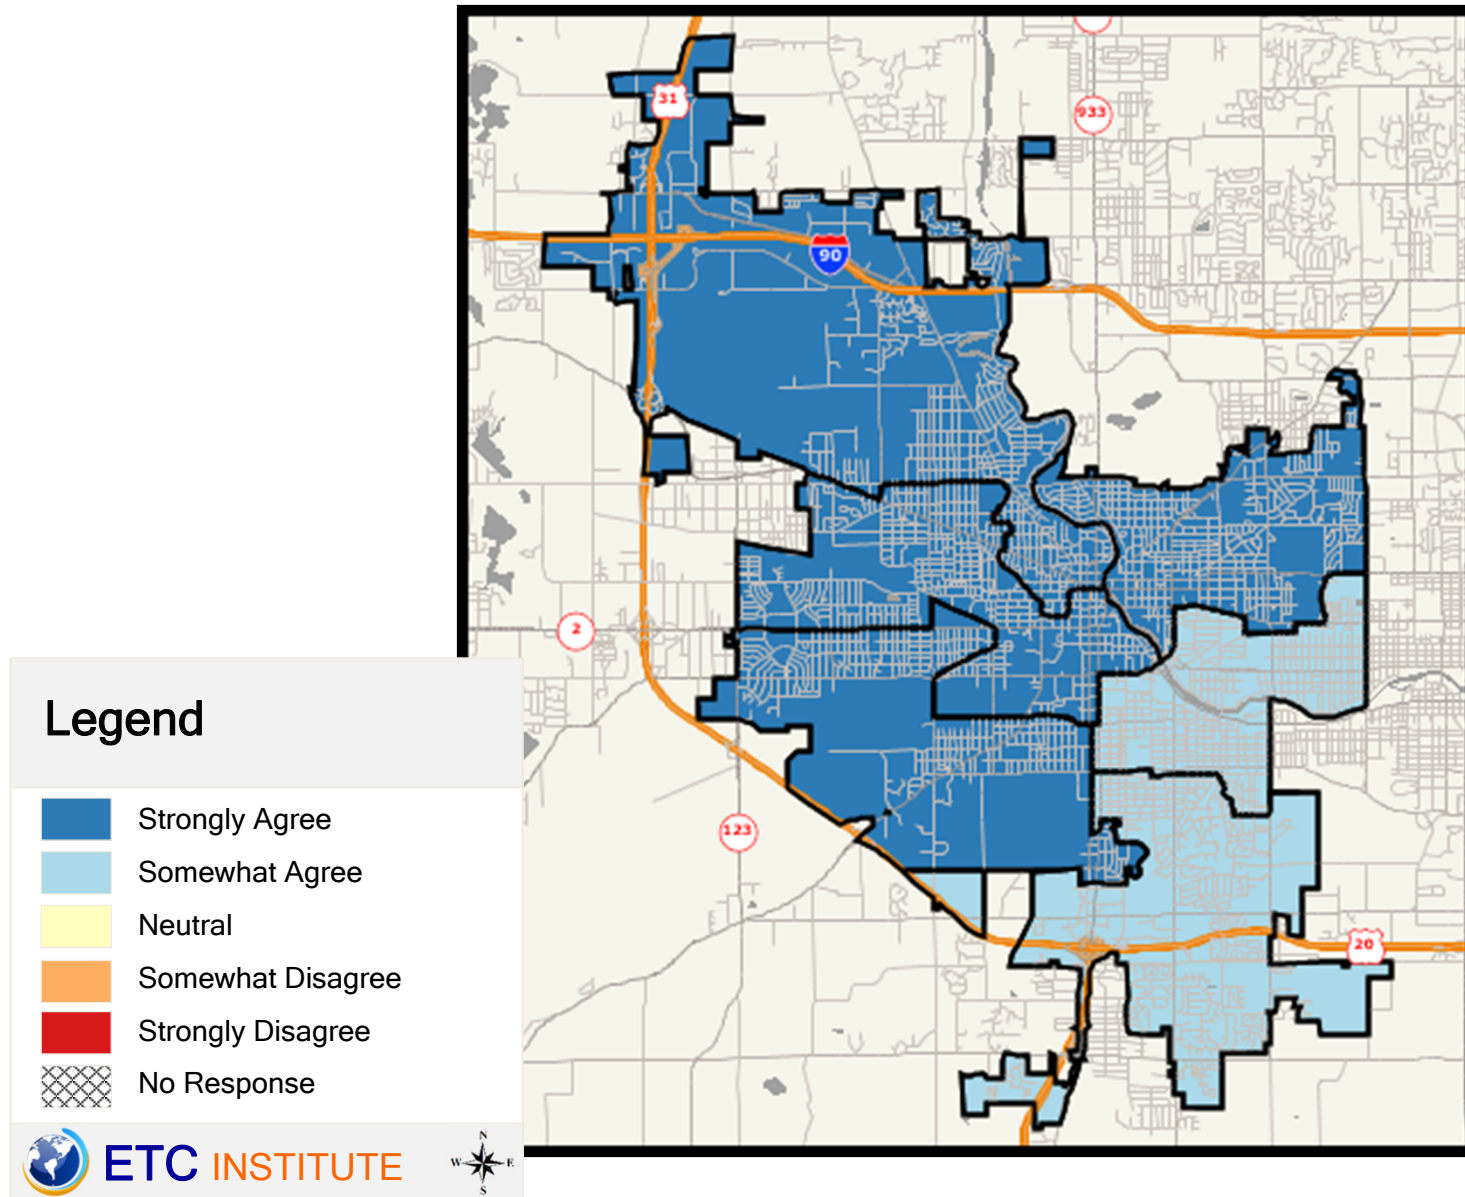 31
933
90
2
123
20
Legend
Strongly Agree
Somewhat Agree
Neutral
Somewhat Disagree
Strongly Disagree
No Response
ETC INSTITUTE
N
W E
S